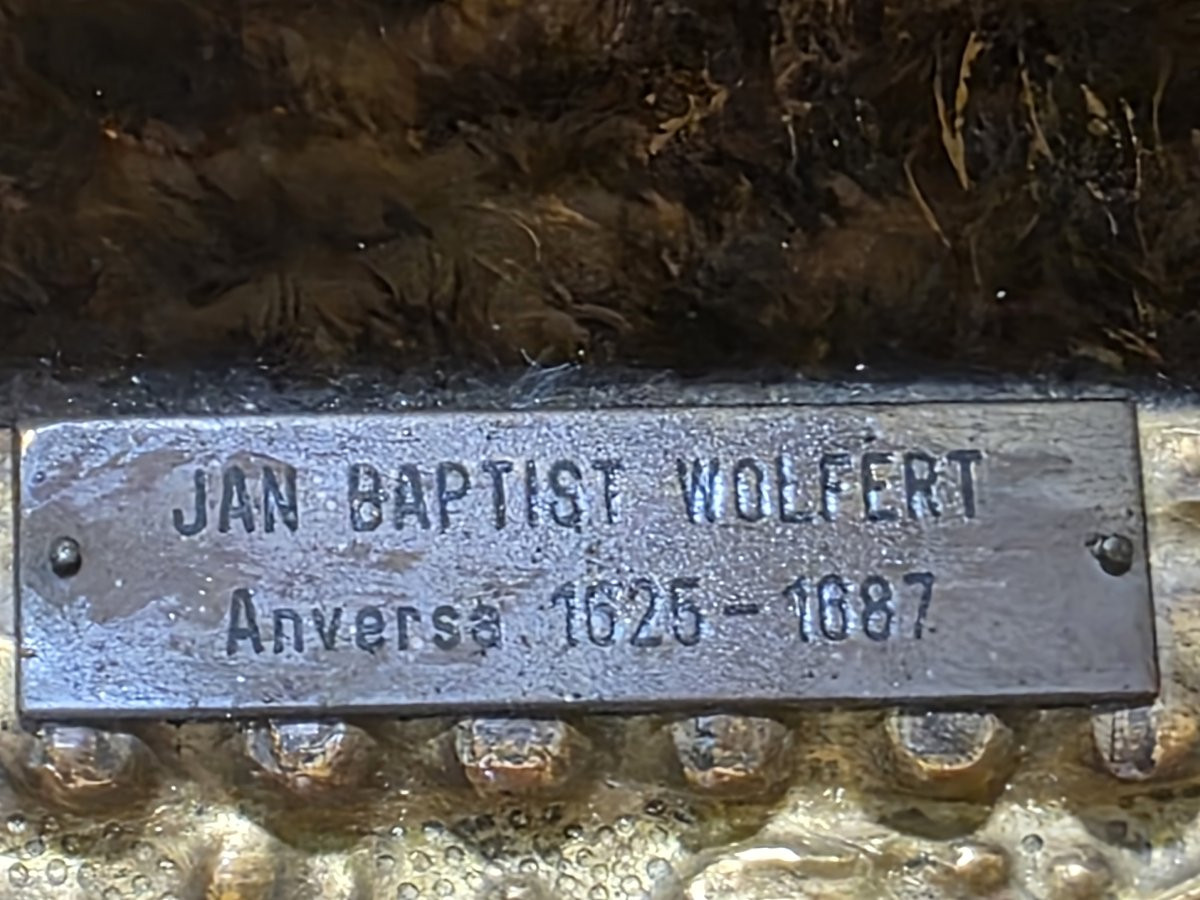 JAN BAPTIST WOLFERT
Anversa 1625-1687